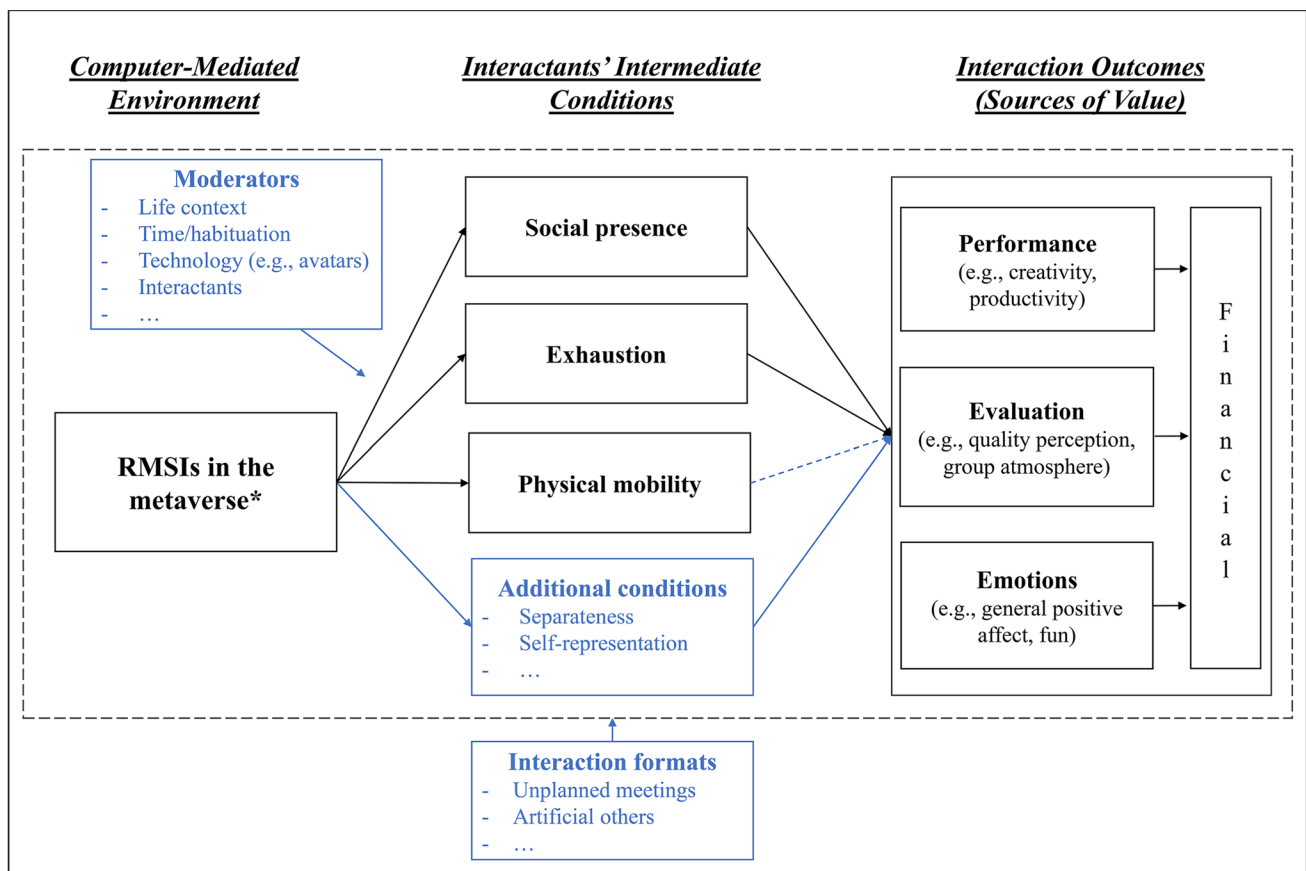 Computer-Mediated
Environment
Interactants' Intermediate
Conditions
Interaction Outcomes
(Sources of Value)
Moderators
- Life context
- Time/habituation
- Technology (e.g., avatars)
- Interactants
- …
RMSIs in the
metaverse*
Social presence
Exhaustion
Physical mobility
Additional conditions
- Separateness
- Self-representation
- …
Interaction formats
- Unplanned meetings
- Artificial others
- …
Performance
(e.g., creativity,
productivity)
Evaluation
(e.g., quality perception,
group atmosphere)
Emotions
(e.g., general positive
affect, fun)
F
i
n
a
n
c
i
a
l